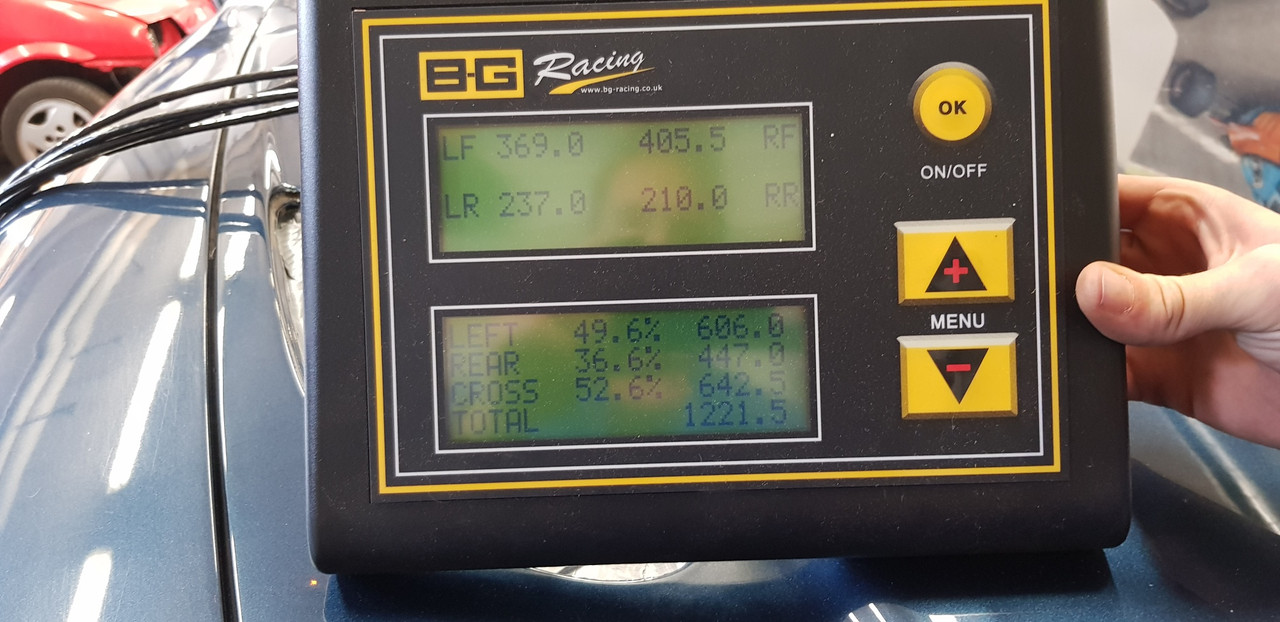 B-G Racing
www.bg-racing.co.uk
LF 369.0 405.5 RF
LR 237.0 210.0 RR
LEFT 49.6% 606.0
REAR 36.6% 447.0
CROSS 52.6% 642.5
TOTAL 1221.5
OK
ON/OFF
+
MENU
-